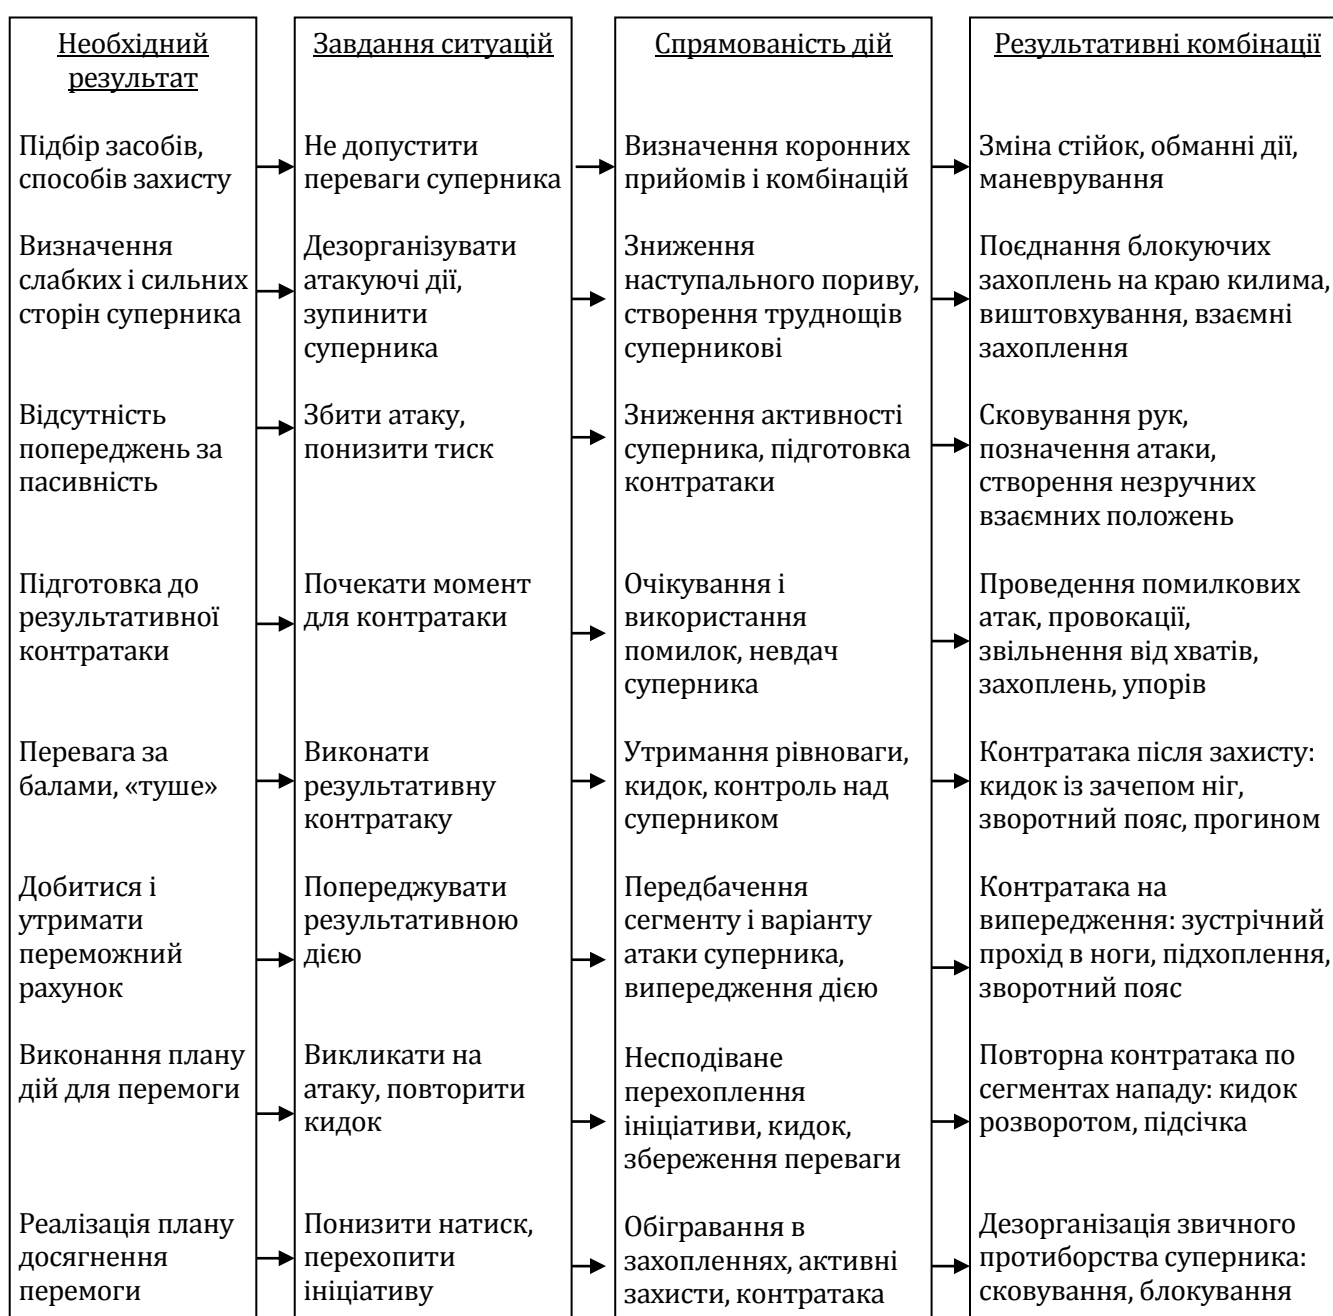 Необхідний
результат
Завдання ситуацій
Спрямованість дій
Результативні комбінації
Підбір засобів,
способів захисту
Не допустити
переваги суперника
Визначення коронних
прийомів і комбінацій
Зміна стійок, обманні дії,
маневрування
Визначення
слабких і сильних
сторін суперника
Дезорганізувати
атакуючі дії,
зупинити
суперника
Зниження
наступального пориву,
створення труднощів
суперникові
Поєднання блокуючих
захоплень на краю килима,
виштовхування, взаємні
захоплення
Відсутність
попереджень за
пасивність
Збити атаку,
понизити тиск
Зниження активності
суперника, підготовка
контратаки
Сковування рук,
позначення атаки,
створення незручних
взаємних положень
Підготовка до
результативної
контратаки
Почекати момент
для контратаки
Очікування і
використання
помилок, невдач
суперника
Проведення помилкових
атак, провокації,
звільнення від хватів,
захоплень, упорів
Перевага за
балами, «туше»
Виконати
результативну
контратаку
Утримання рівноваги,
кидок, контроль над
суперником
Контратака після захисту:
кидок із зачепом ніг,
зворотний пояс, прогином
Добитися і
утримати
переможний
рахунок
Попереджувати
результативною
дією
Передбачення
сегменту і варіанту
атаки суперника,
випередження дією
Контратака на
випередження: зустрічний
прохід в ноги, підхоплення,
зворотний пояс
Виконання плану
дій для перемоги
Викликати на
атаку, повторити
кидок
Несподіване
перехоплення
ініціативи, кидок,
збереження переваги
Повторна контратака по
сегментах нападу: кидок
розворотом, підсічка
Реалізація плану
досягнення
перемоги
Понизити натиск,
перехопити
ініціативу
Обігравання в
захопленнях, активні
захисти, контратака
Дезорганізація звичного
протиборства суперника:
сковування, блокування